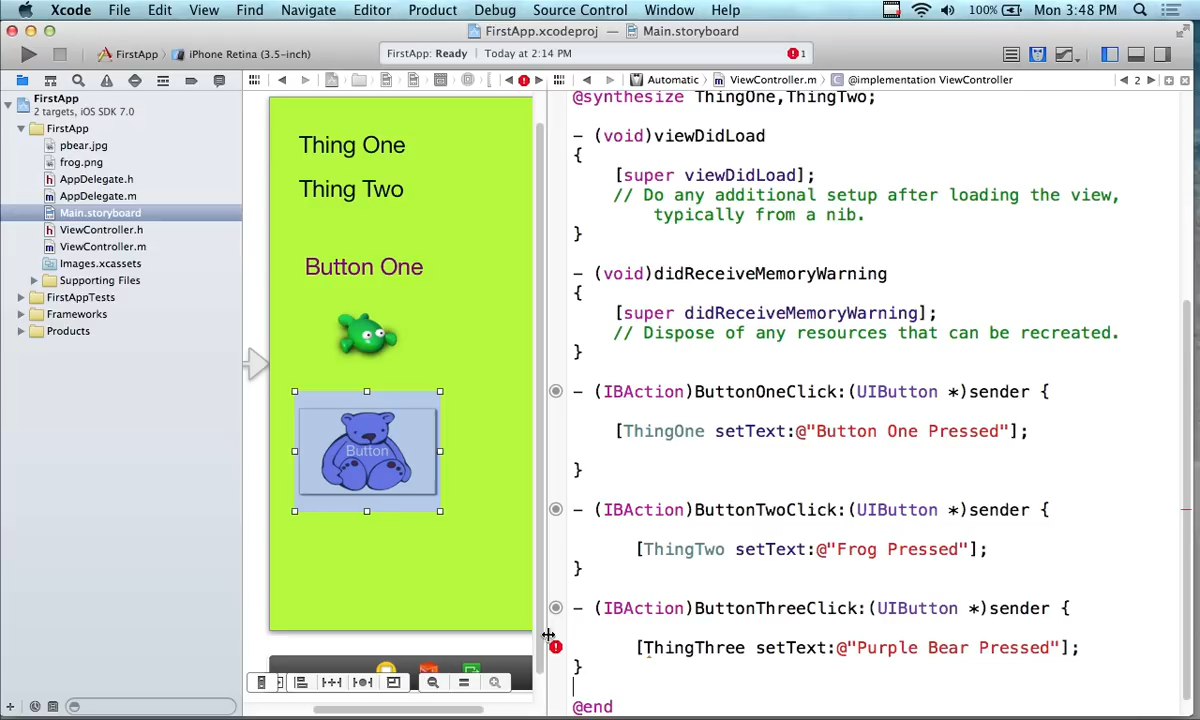 Xcode File Edit View Find Navigate Editor Product Debug Source Control Window Help 100% Mon 3:48 PM
FirstApp.xcodeproj — Main.storyboard
FirstApp iPhone Retina (3.5-inch) FirstApp: Ready Today at 2:14 PM 1
Automatic ViewController.m @implementation ViewController 2
FirstApp
2 targets, iOS SDK 7.0
FirstApp
pbear.jpg
frog.png
AppDelegate.h
AppDelegate.m
Main.storyboard
ViewController.h
ViewController.m
Images.xcassets
Supporting Files
FirstAppTests
Frameworks
Products
Thing One
Thing Two
Button One
Button
@synthesize ThingOne,ThingTwo;
- (void)viewDidLoad
{
[super viewDidLoad];
// Do any additional setup after loading the view,
typically from a nib.
}
- (void)didReceiveMemoryWarning
{
[super didReceiveMemoryWarning];
// Dispose of any resources that can be recreated.
}
- (IBAction)ButtonOneClick:(UIButton *)sender {
[ThingOne setText:@"Button One Pressed"];
}
- (IBAction)ButtonTwoClick:(UIButton *)sender {
[ThingTwo setText:@"Frog Pressed"];
}
- (IBAction)ButtonThreeClick:(UIButton *)sender {
[ThingThree setText:@"Purple Bear Pressed"];
}
@end